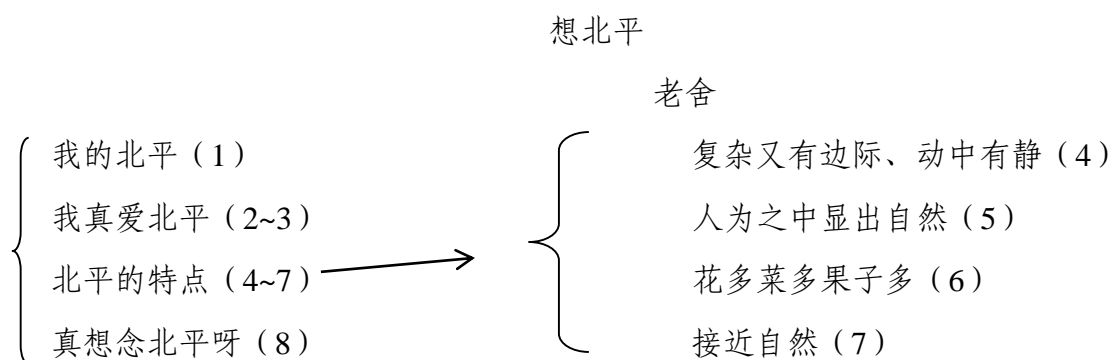 想北平
老舍
我的北平（1）
我真爱北平（2~3）
北平的特点（4~7）
真想念北平呀（8）
复杂又有边际、动中有静（4）
人为之中显出自然（5）
花多菜多果子多（6）
接近自然（7）